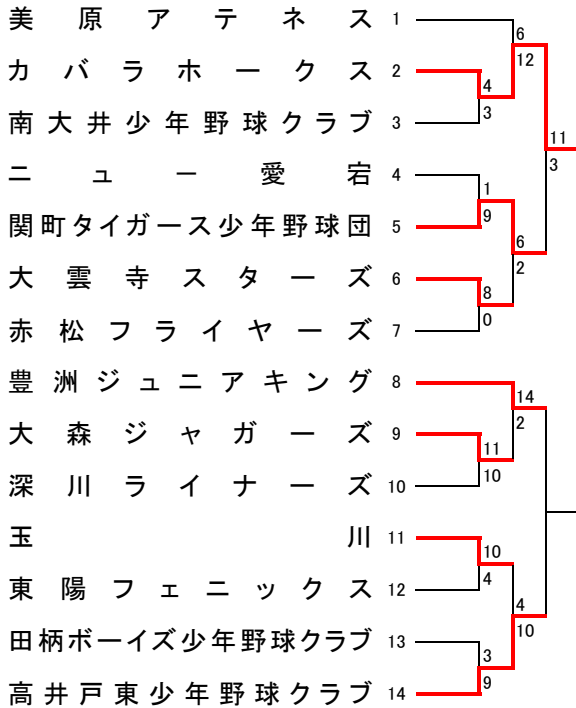 美原アテネス 1
カバラホークス 2
南大井少年野球クラブ 3
ニュー愛宕 4
関町タイガース少年野球団 5
大雲寺スターズ 6
赤松フライヤーズ 7
豊洲ジュニアキング 8
大森ジャガーズ 9
深川ライナーズ 10
玉川 11
東陽フェニックス 12
田柄ボーイズ少年野球クラブ 13
高井戸東少年野球クラブ 14
6
12
4
3
11
3
1
9
6
2
8
0
14
2
11
10
10
4
4
10
3
9